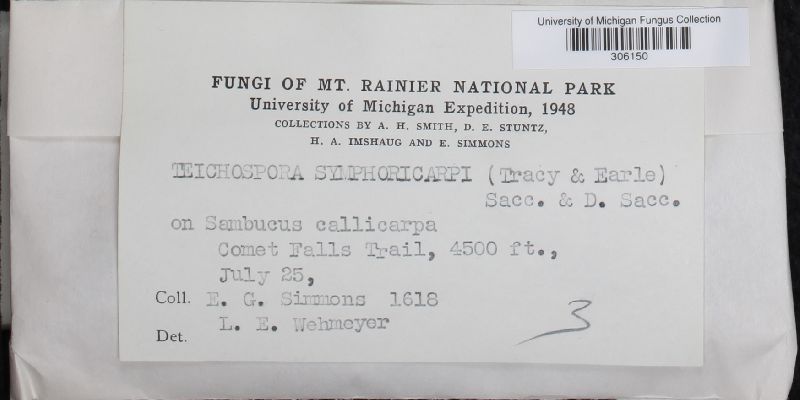 University of Michigan Fungus Collection
306150
FUNGI OF MT. RAINIER NATIONAL PARK
University of Michigan Expedition, 1948
COLLECTIONS BY A. H. SMITH, D. E. STUNTZ,
H. A. IMSHAUG AND E. SIMMONS
TEICHOSPORA SYMPHORICARPI (Tracy & Earle)
Sacc. & D. Sacc.
on Sambucus callicarpa
Comet Falls Trail, 4500 ft.,
July 25,
Coll. E. G. Simmons 1618
Det. L. E. Wehmeyer
3